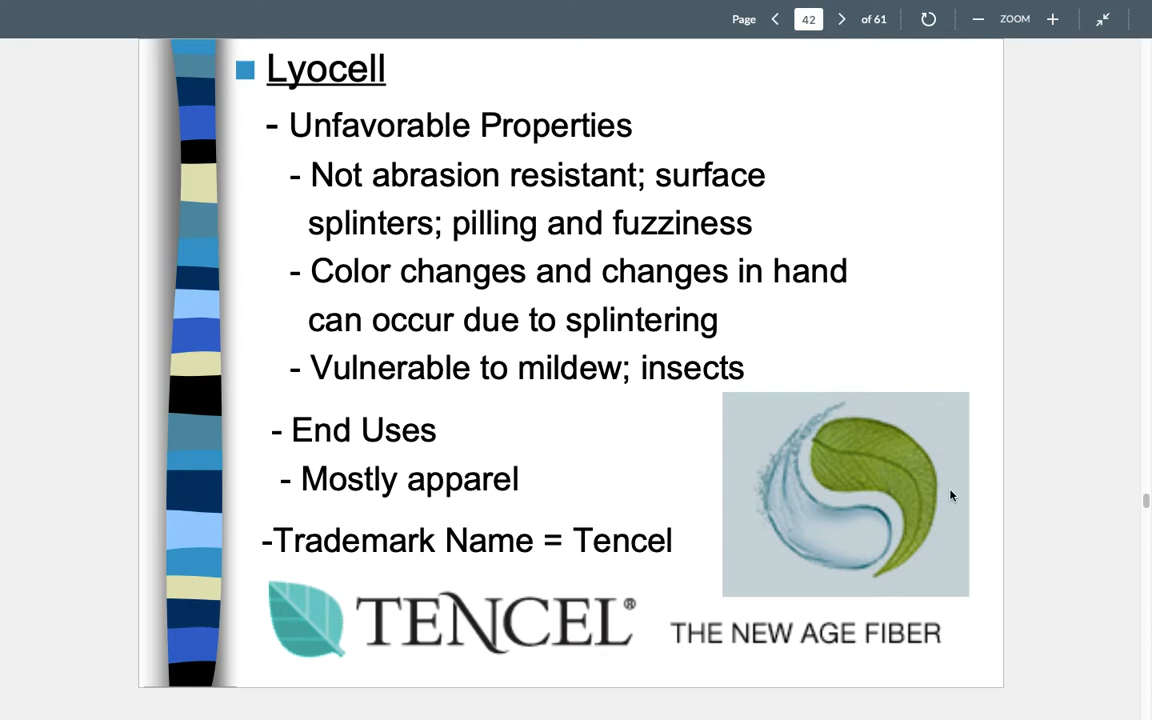 Page 42 of 61 ZOOM
Lyocell
- Unfavorable Properties
- Not abrasion resistant; surface
splinters; pilling and fuzziness
- Color changes and changes in hand
can occur due to splintering
- Vulnerable to mildew; insects
- End Uses
- Mostly apparel
-Trademark Name = Tencel
TENCEL®
THE NEW AGE FIBER